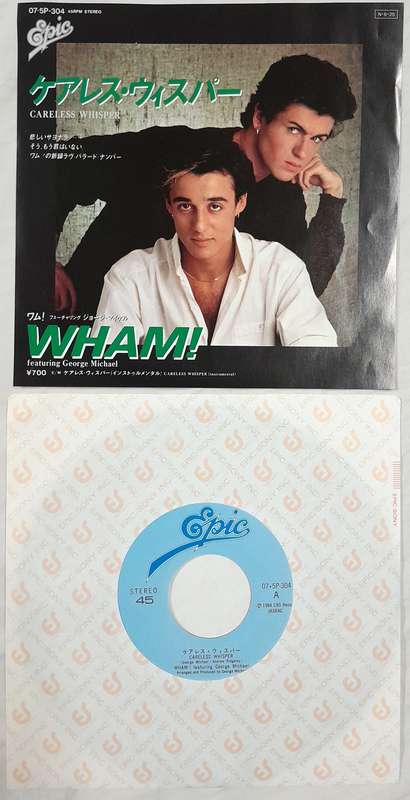 07·5P-304 45RPM STEREO
N·6·25
Epic
ケアレス・ウィスパー
CARELESS WHISPER
悲しいサヨナラ
そう、もう君はいない
ワム!の新録ラヴ・バラード ナンバー
ワム! フィーチャリング ジョージ・マイケル
WHAM!
featuring George Michael
¥700 c/w ケアレス・ウィスパー(インストゥルメンタル) CARELESS WHISPER (instrumental)
EPIC·SONY
Epic
STEREO
45
07·5P-304
A
JASRAC
ケアレス・ウィスパー
CARELESS WHISPER
WHAM! featuring George Michael
Arranged and Produced by George Michael